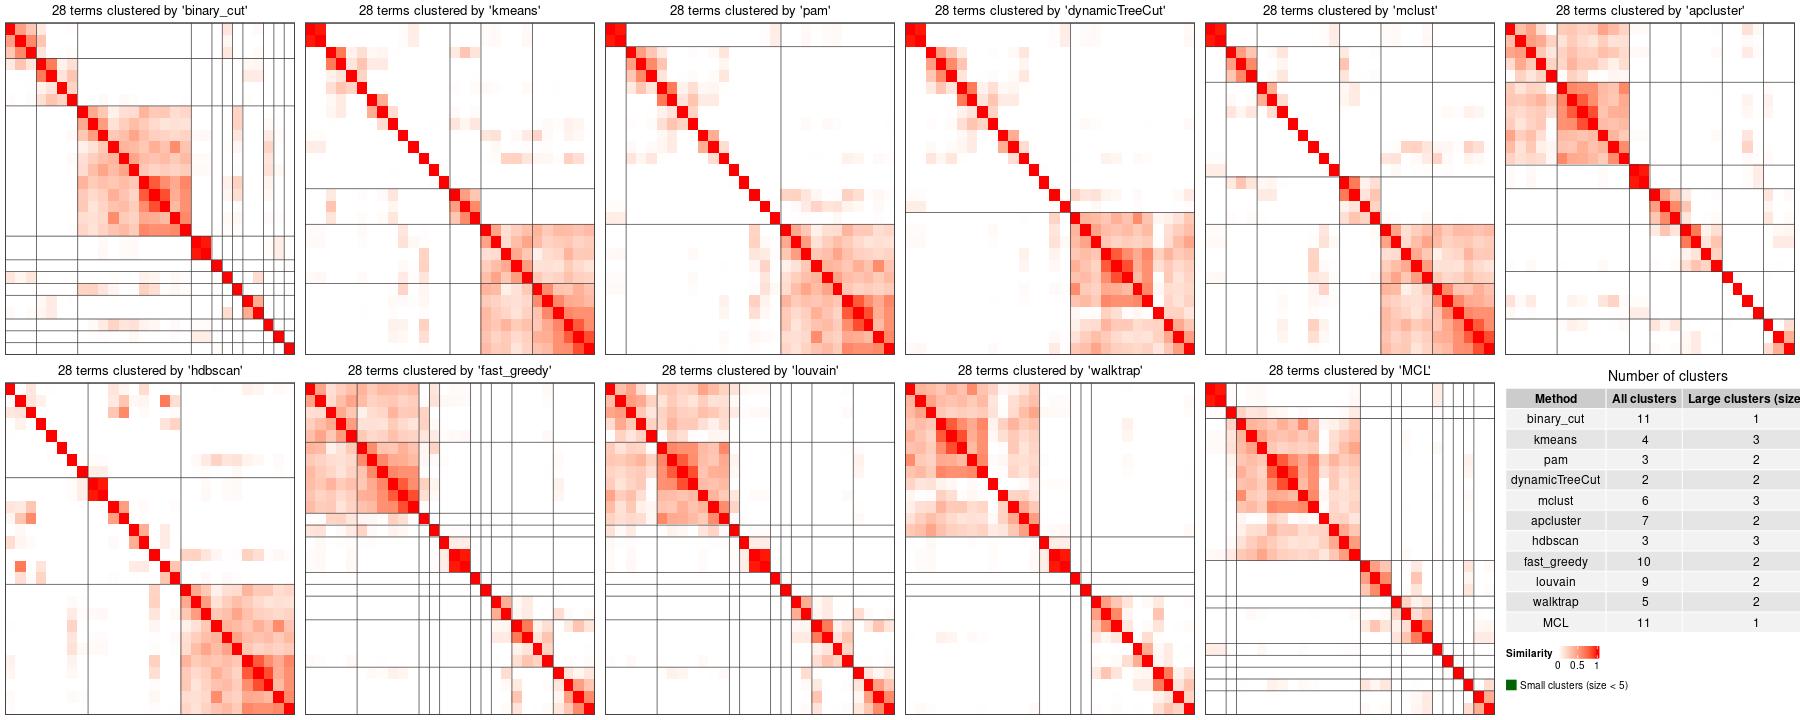 28 terms clustered by 'binary_cut'
28 terms clustered by 'kmeans'
28 terms clustered by 'pam'
28 terms clustered by 'dynamicTreeCut'
28 terms clustered by 'mclust'
28 terms clustered by 'apcluster'
28 terms clustered by 'hdbscan'
28 terms clustered by 'fast_greedy'
28 terms clustered by 'louvain'
28 terms clustered by 'walktrap'
28 terms clustered by 'MCL'
Number of clusters
Method All clusters Large clusters (size
binary_cut 11 1
kmeans 4 3
pam 3 2
dynamicTreeCut 2 2
mclust 6 3
apcluster 7 2
hdbscan 3 3
fast_greedy 10 2
louvain 9 2
walktrap 5 2
MCL 11 1
Similarity
0 0.5 1
Small clusters (size < 5)